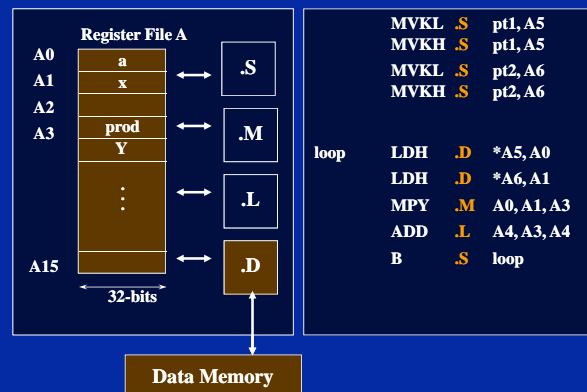 Register File A
A0
a
A1
x
A2
A3
prod
Y
A15
32-bits
.S
.M
.L
.D
Data Memory
MVKL .S pt1, A5
MVKH .S pt1, A5
MVKL .S pt2, A6
MVKH .S pt2, A6
loop LDH .D *A5, A0
LDH .D *A6, A1
MPY .M A0, A1, A3
ADD .L A4, A3, A4
B .S loop